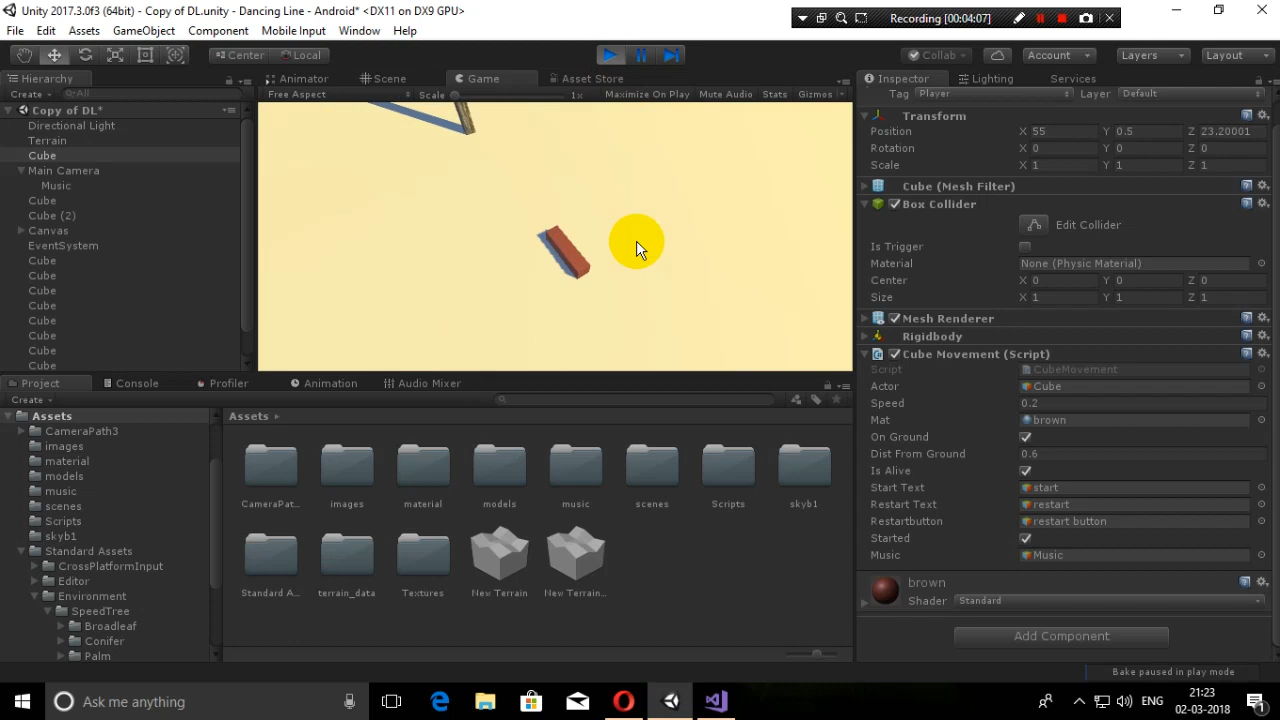 Unity 2017.3.0f3 (64bit) - Copy of DL.unity - Dancing Line - Android* <DX11 on DX9 GPU>
Recording [00:04:07]
File Edit Assets GameObject Component Mobile Input Window Help
Center Local Collab Account Layers Layout
Hierarchy Animator Scene Game Asset Store Inspector Lighting Services
Create All Free Aspect Scale 1x Maximize On Play Mute Audio Stats Gizmos Tag Player Layer Default
Copy of DL*
Directional Light
Terrain
Cube
Main Camera
Music
Cube
Cube (2)
Canvas
EventSystem
Cube
Cube
Cube
Cube
Cube
Cube
Cube
Cube
Transform
Position X 55 Y 0.5 Z 23.20001
Rotation X 0 Y 0 Z 0
Scale X 1 Y 1 Z 1
Cube (Mesh Filter)
Box Collider
Edit Collider
Is Trigger
Material None (Physic Material)
Center X 0 Y 0 Z 0
Size X 1 Y 1 Z 1
Mesh Renderer
Rigidbody
Cube Movement (Script)
Script CubeMovement
Actor Cube
Speed 0.2
Mat brown
On Ground
Dist From Ground 0.6
Is Alive
Start Text start
Restart Text restart
Restartbutton restart button
Started
Music Music
brown
Shader Standard
Add Component
Project Console Profiler Animation Audio Mixer
Create
Assets
CameraPath3
images
material
models
music
scenes
Scripts
skyb1
Standard Assets
CrossPlatformInput
Editor
Environment
SpeedTree
Broadleaf
Conifer
Palm
Assets
CameraPat... images material models music scenes Scripts skyb1
Standard A... terrain_data Textures New Terrain New Terrain...
Bake paused in play mode
Ask me anything
ENG
21:23
02-03-2018
1